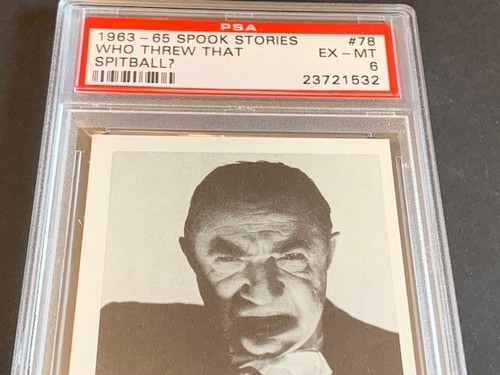 PSA
1963-65 SPOOK STORIES #78
WHO THREW THAT EX-MT
SPITBALL? 6
23721532